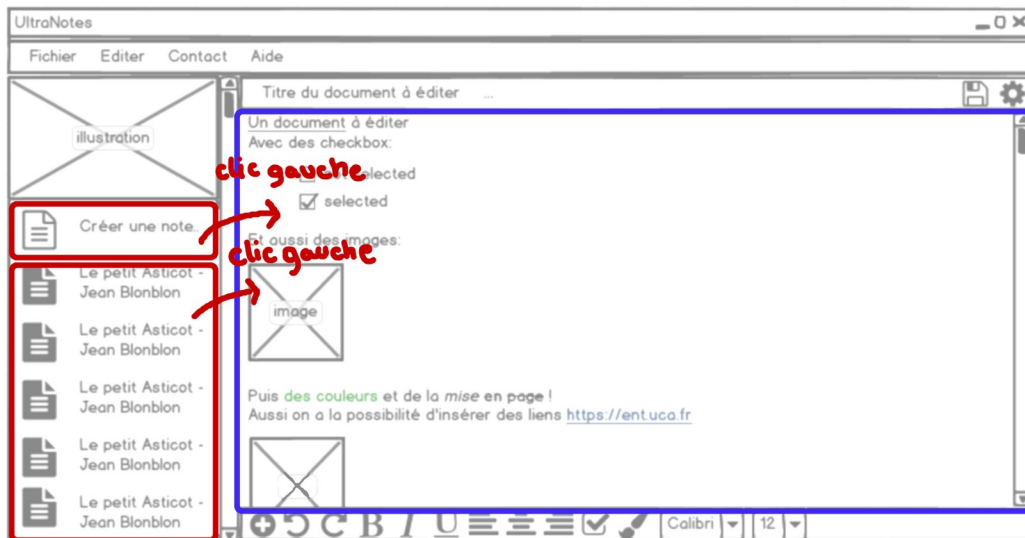 UltraNotes
Fichier Editer Contact Aide
illustration
Titre du document à éditer ...
Un document à éditer
Avec des checkbox:
clic gauche
selected
selected
Créer une note..
Et aussi des images:
clic gauche
Le petit Asticot -
Jean Blonblon
image
Le petit Asticot -
Jean Blonblon
Le petit Asticot -
Jean Blonblon
Puis des couleurs et de la mise en page !
Aussi on a la possibilité d'insérer des liens https://ent.uca.fr
Le petit Asticot -
Jean Blonblon
Le petit Asticot -
Jean Blonblon
B I U Calibri 12